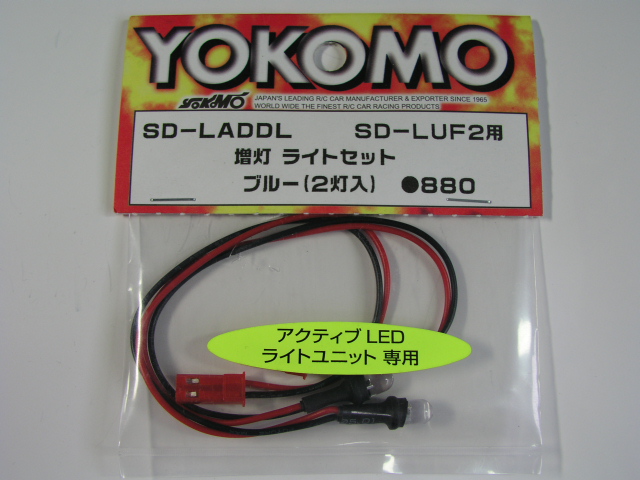 YOKOMO
YOKOMO
JAPAN'S LEADING R/C CAR MANUFACTURER & EXPORTER SINCE 1965
WORLD WIDE THE FINEST R/C CAR RACING PRODUCTS
SD-LADDL SD-LUF2用
増灯 ライトセット
ブルー(2灯入) ●880
アクティブ LED
ライトユニット 専用